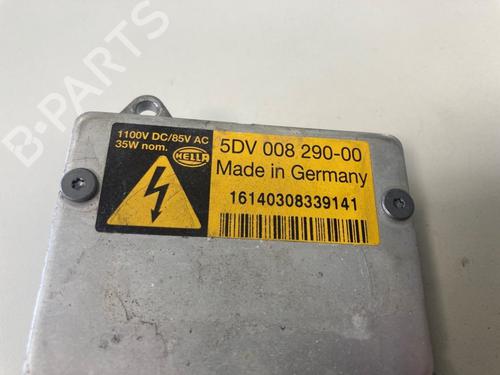 1100V DC/85V AC
35W nom.
HELLA
5DV 008 290-00
Made in Germany
16140308339141
B-PARTS